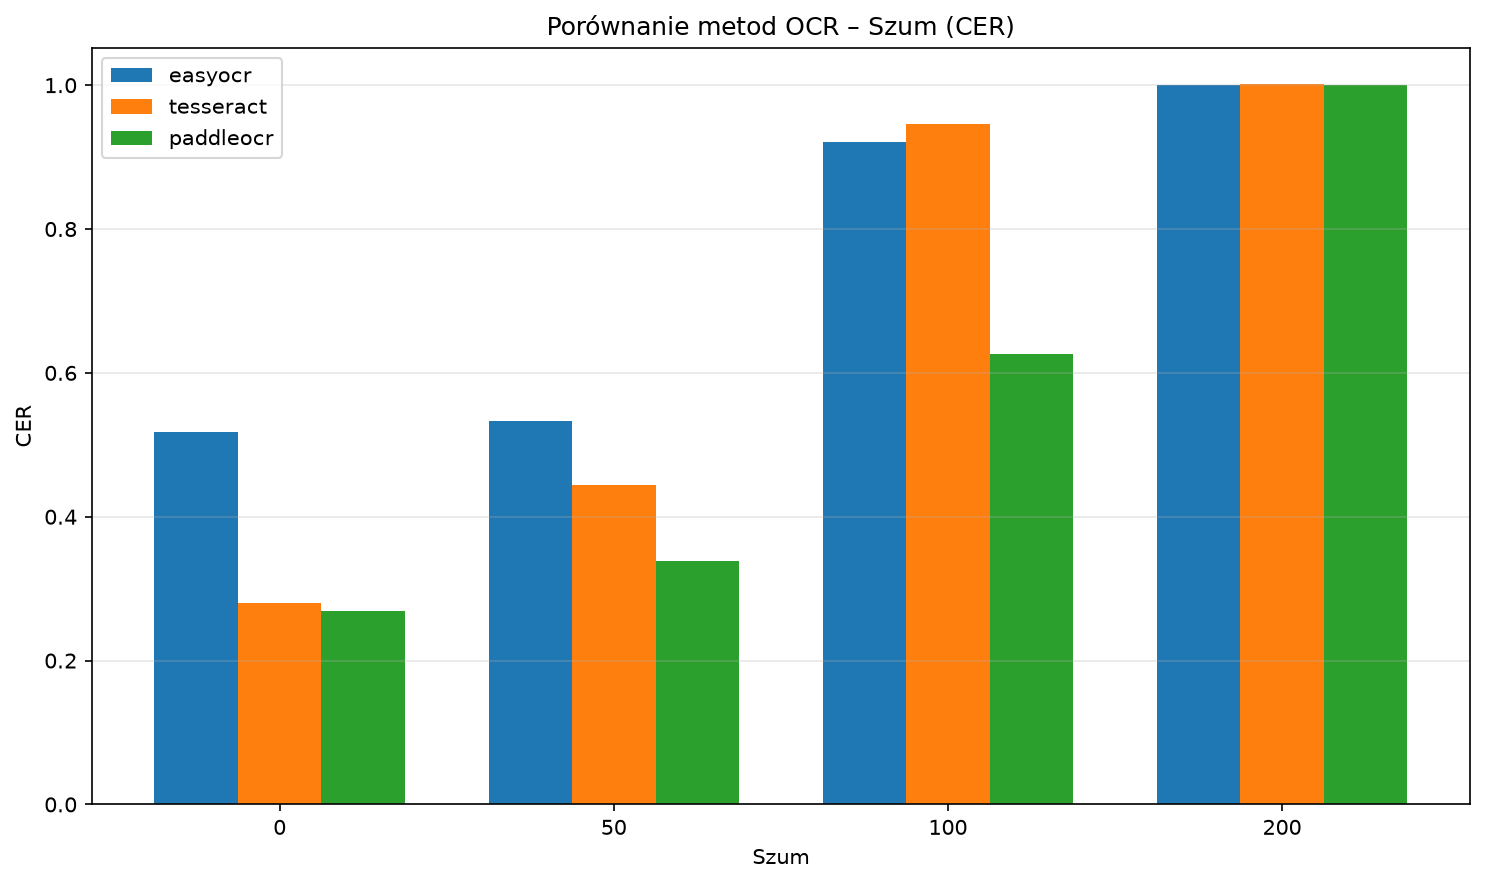 Porównanie metod OCR – Szum (CER)
easyocr
tesseract
paddleocr
1.0
0.8
0.6
0.4
0.2
0.0
CER
0 50 100 200
Szum